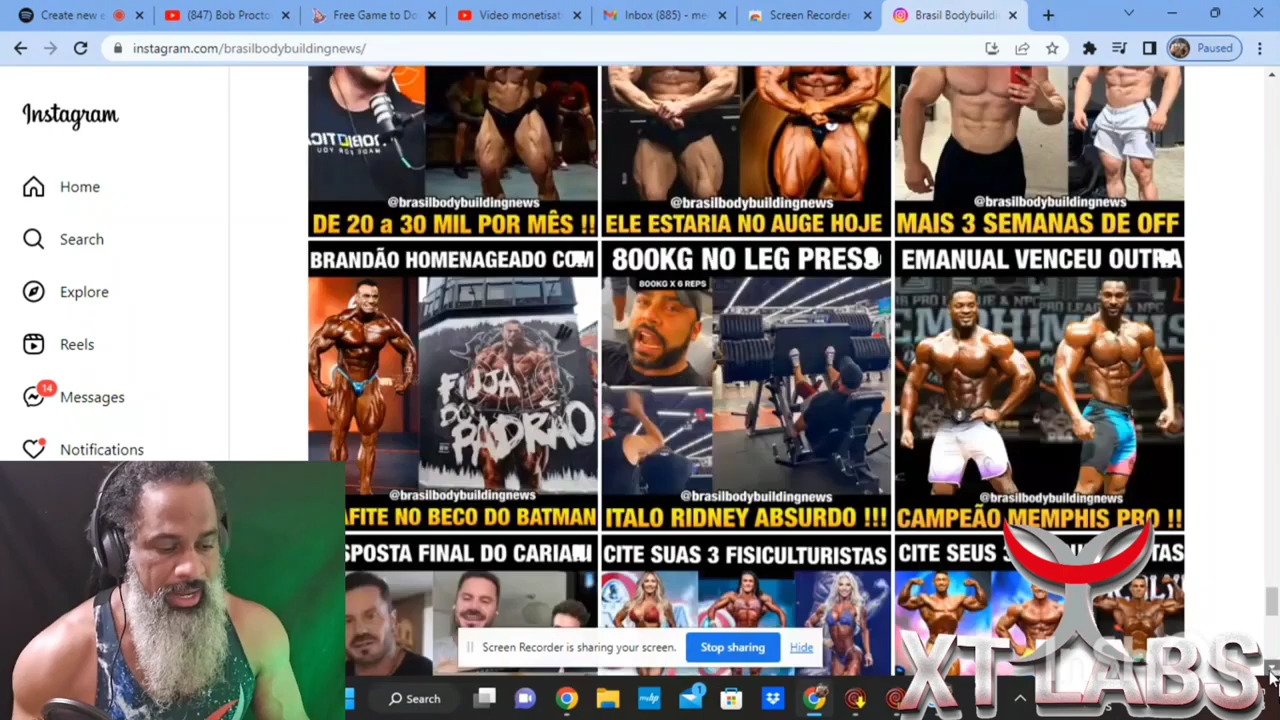 Create new e
(847) Bob Procto
Free Game to Do
Video monetisat
Inbox (885) - me
Screen Recorder
Brasil Bodybuildi
instagram.com/brasilbodybuildingnews/
Paused
Instagram
Home
Search
Explore
Reels
14
Messages
Notifications
@brasilbodybuildingnews
DE 20 a 30 MIL POR MÊS !!
@brasilbodybuildingnews
ELE ESTARIA NO AUGE HOJE
@brasilbodybuildingnews
MAIS 3 SEMANAS DE OFF
BRANDÃO HOMENAGEADO COM
FUJA
DO
PADRÃO
@brasilbodybuildingnews
AFITE NO BECO DO BATMAN
800KG NO LEG PRESS
800KG X 6 REPS
@brasilbodybuildingnews
ITALO RIDNEY ABSURDO !!!
EMANUAL VENCEU OUTRA
@brasilbodybuildingnews
CAMPEÃO MEMPHIS PRO !!
SPOSTA FINAL DO CARIANI
CITE SUAS 3 FISICULTURISTAS
CITE SEUS 3
Screen Recorder is sharing your screen.
Stop sharing
Hide
XT LABS
Search